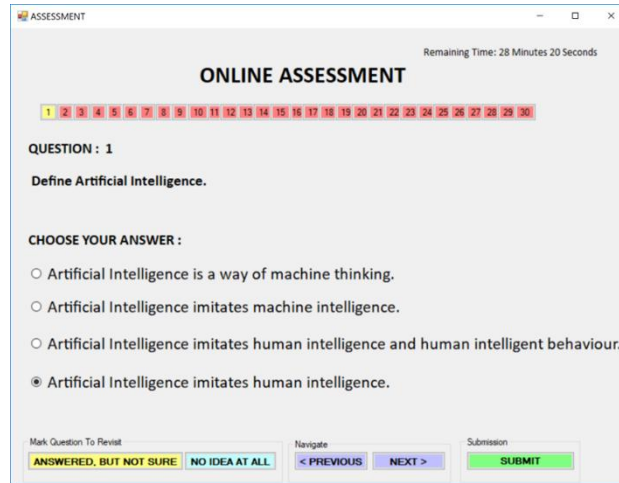 ASSESSMENT
Remaining Time: 28 Minutes 20 Seconds
ONLINE ASSESSMENT
1 2 3 4 5 6 7 8 9 10 11 12 13 14 15 16 17 18 19 20 21 22 23 24 25 26 27 28 29 30
QUESTION : 1
Define Artificial Intelligence.
CHOOSE YOUR ANSWER :
Artificial Intelligence is a way of machine thinking.
Artificial Intelligence imitates machine intelligence.
Artificial Intelligence imitates human intelligence and human intelligent behaviour.
Artificial Intelligence imitates human intelligence.
Mark Question To Revisit
ANSWERED, BUT NOT SURE NO IDEA AT ALL
Navigate
< PREVIOUS NEXT >
Submission
SUBMIT